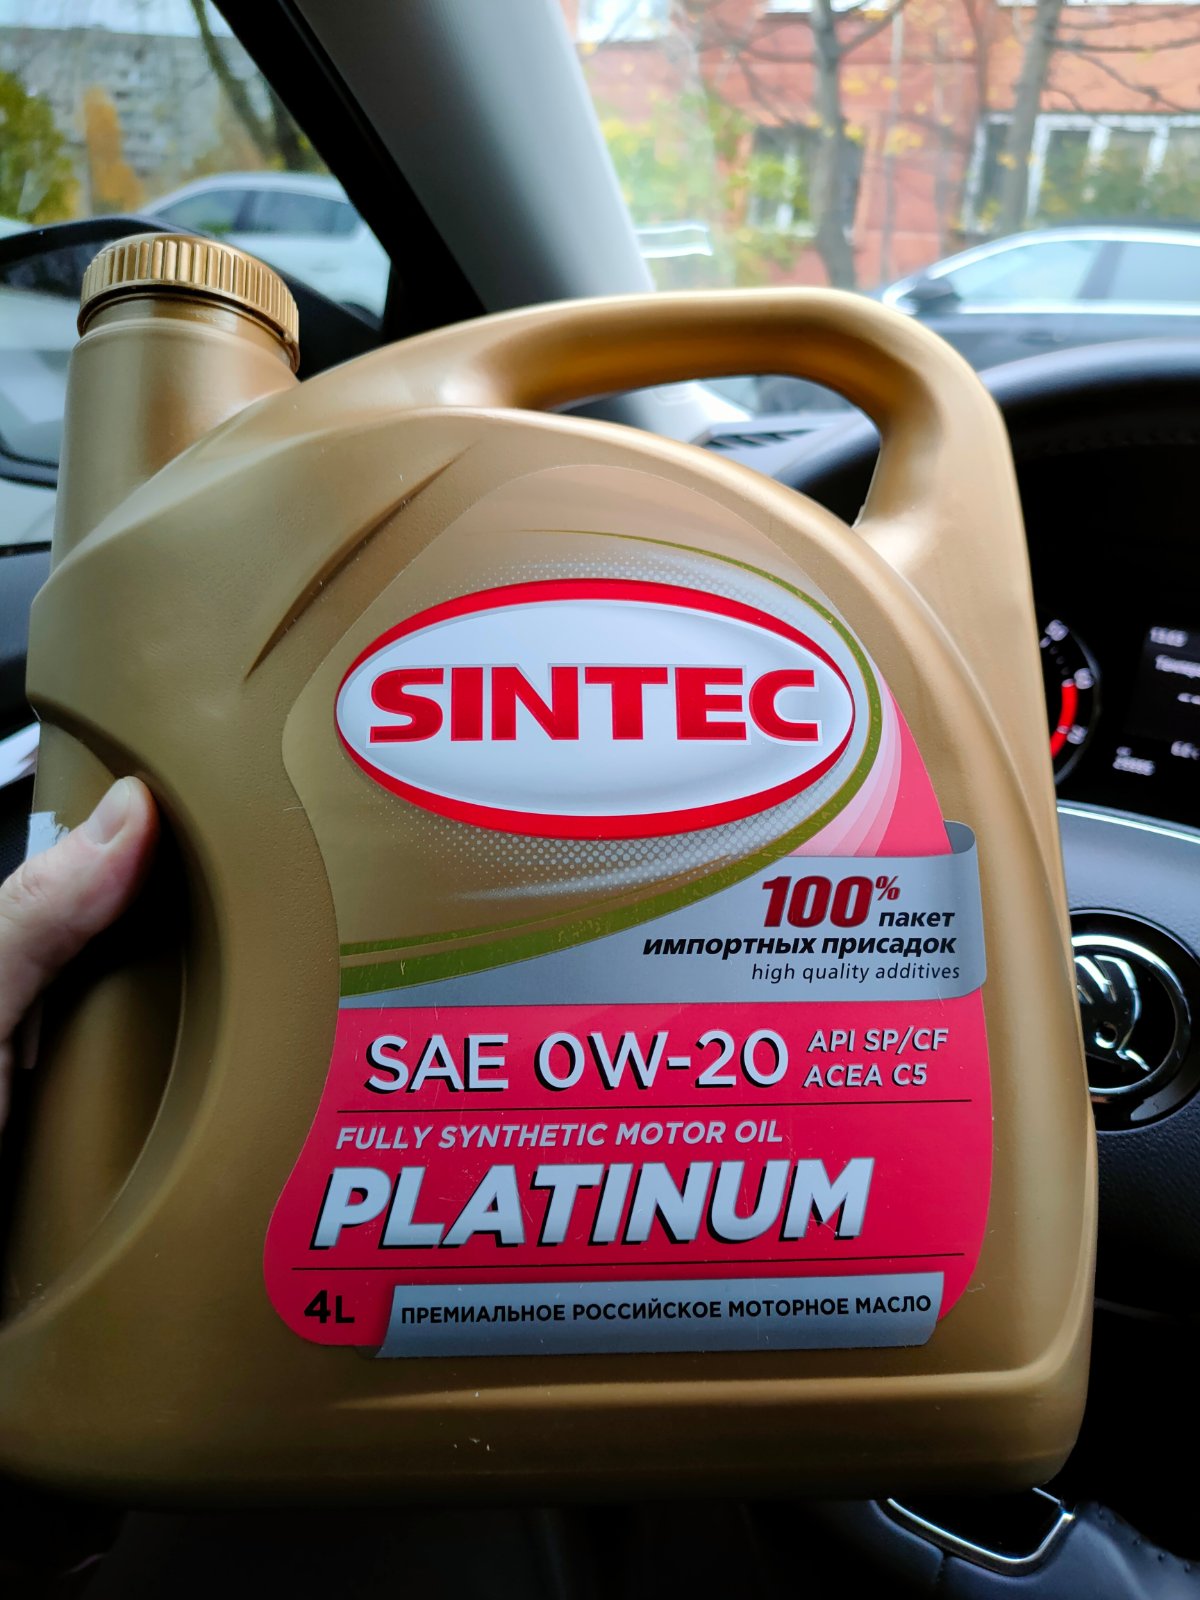 SINTEC
100%
пакет
импортных присадок
high quality additives
SAE 0W-20
API SP/CF
ACEA C5
FULLY SYNTHETIC MOTOR OIL
PLATINUM
4L
ПРЕМИАЛЬНОЕ РОССИЙСКОЕ МОТОРНОЕ МАСЛО